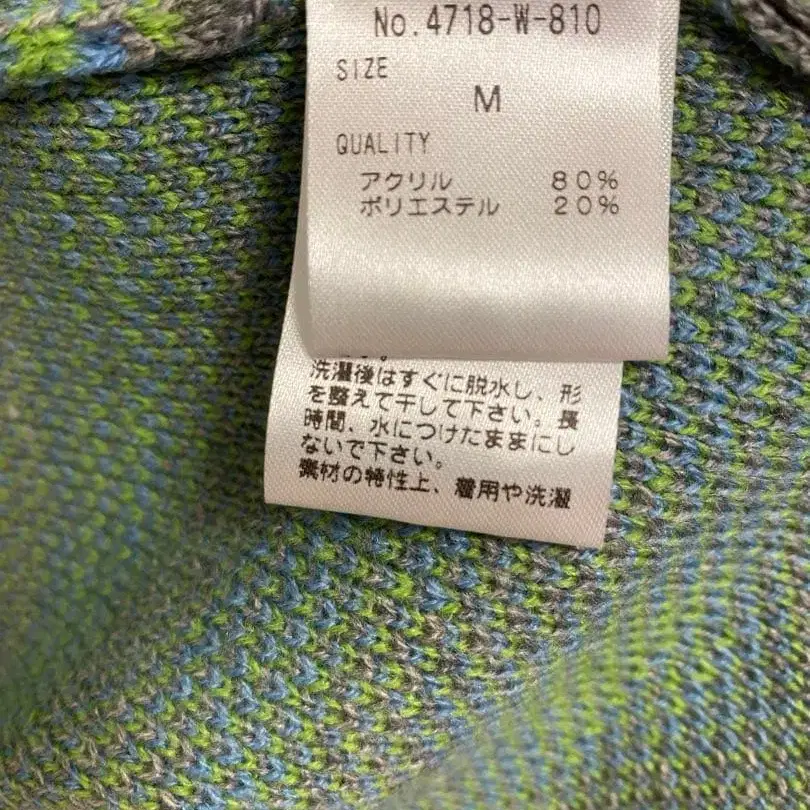 No.4718-W-810
SIZE
M
QUALITY
アクリル 80%
ポリエステル 20%
洗濯後はすぐに脱水し、形
を整えて干して下さい。長
時間、水につけたままにし
ないで下さい。
素材の特性上、着用や洗濯